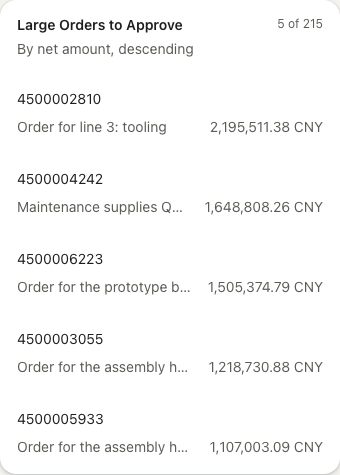 Large Orders to Approve 5 of 215
By net amount, descending
4500002810
Order for line 3: tooling 2,195,511.38 CNY
4500004242
Maintenance supplies Q... 1,648,808.26 CNY
4500006223
Order for the prototype b... 1,505,374.79 CNY
4500003055
Order for the assembly h... 1,218,730.88 CNY
4500005933
Order for the assembly h... 1,107,003.09 CNY